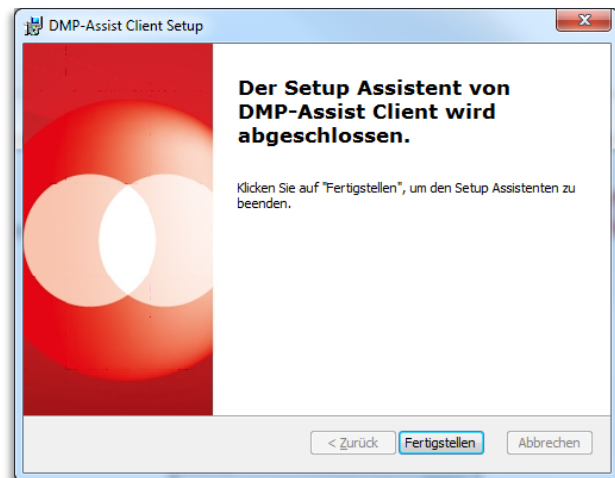 DMP-Assist Client Setup
Der Setup Assistent von
DMP-Assist Client wird
abgeschlossen.
Klicken Sie auf "Fertigstellen", um den Setup Assistenten zu
beenden.
< Zurück Fertigstellen Abbrechen